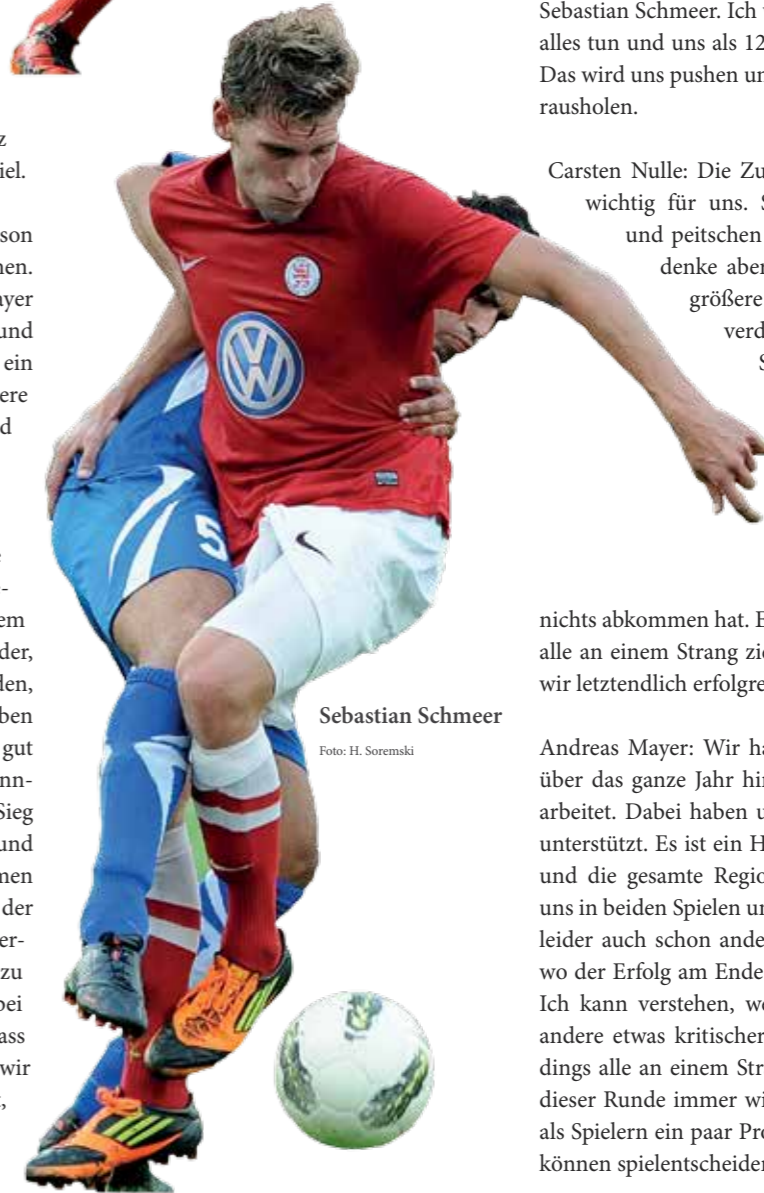 z
iel.
son
nen.
ayer
und
ein
ere
d
-
em
der,
den,
ben
gut
nn-
Sieg
und
men
der
er-
zu
bei
ass
wir
5
Sebastian Schmeer
Foto: H. Soremski
Sebastian Schmeer. Ich
alles tun und uns als 12
Das wird uns pushen un
rausholen.
Carsten Nulle: Die Zu
wichtig für uns. S
und peitschen
denke aber
größere
verd
S
nichts abkommen hat. E
alle an einem Strang zie
wir letztendlich erfolgre
Andreas Mayer: Wir ha
über das ganze Jahr hin
arbeitet. Dabei haben u
unterstützt. Es ist ein H
und die gesamte Regio
uns in beiden Spielen un
leider auch schon ande
wo der Erfolg am Ende
Ich kann verstehen, we
andere etwas kritischer
dings alle an einem Str
dieser Runde immer wi
als Spielern ein paar Pro
können spielentscheider